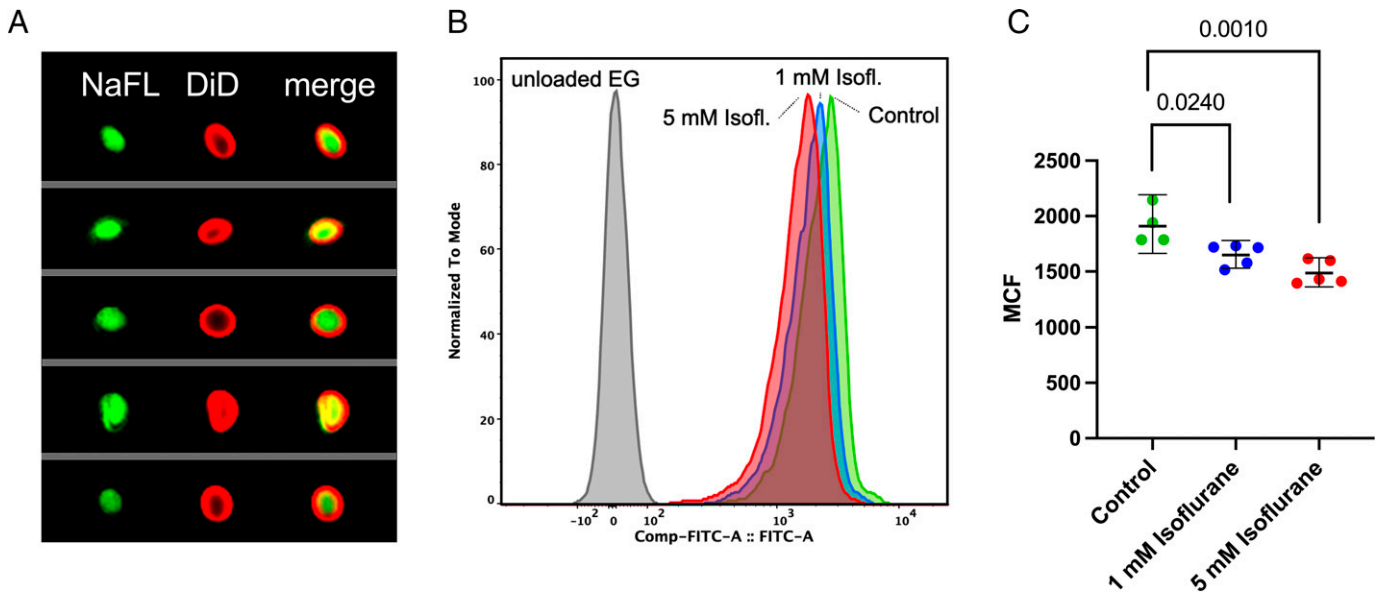 A
NaFL DiD merge
B
unloaded EG
1 mM Isofl.
5 mM Isofl.
Control
Normalized To Mode
100
80
60
40
20
0
-10² 0 10² 10³ 10⁴
Comp-FITC-A :: FITC-A
C
0.0010
0.0240
MCF
2500
2000
1500
1000
500
0
Control
1 mM Isoflurane
5 mM Isoflurane